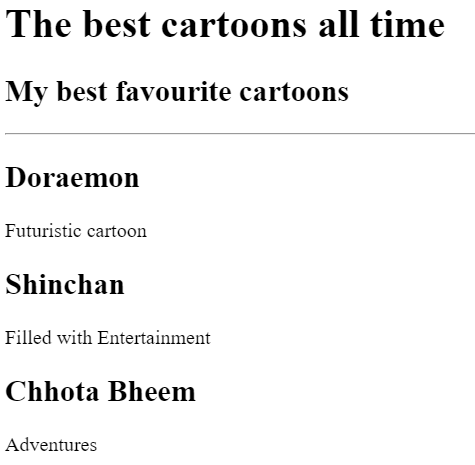 The best cartoons all time
My best favourite cartoons
Doraemon
Futuristic cartoon
Shinchan
Filled with Entertainment
Chhota Bheem
Adventures